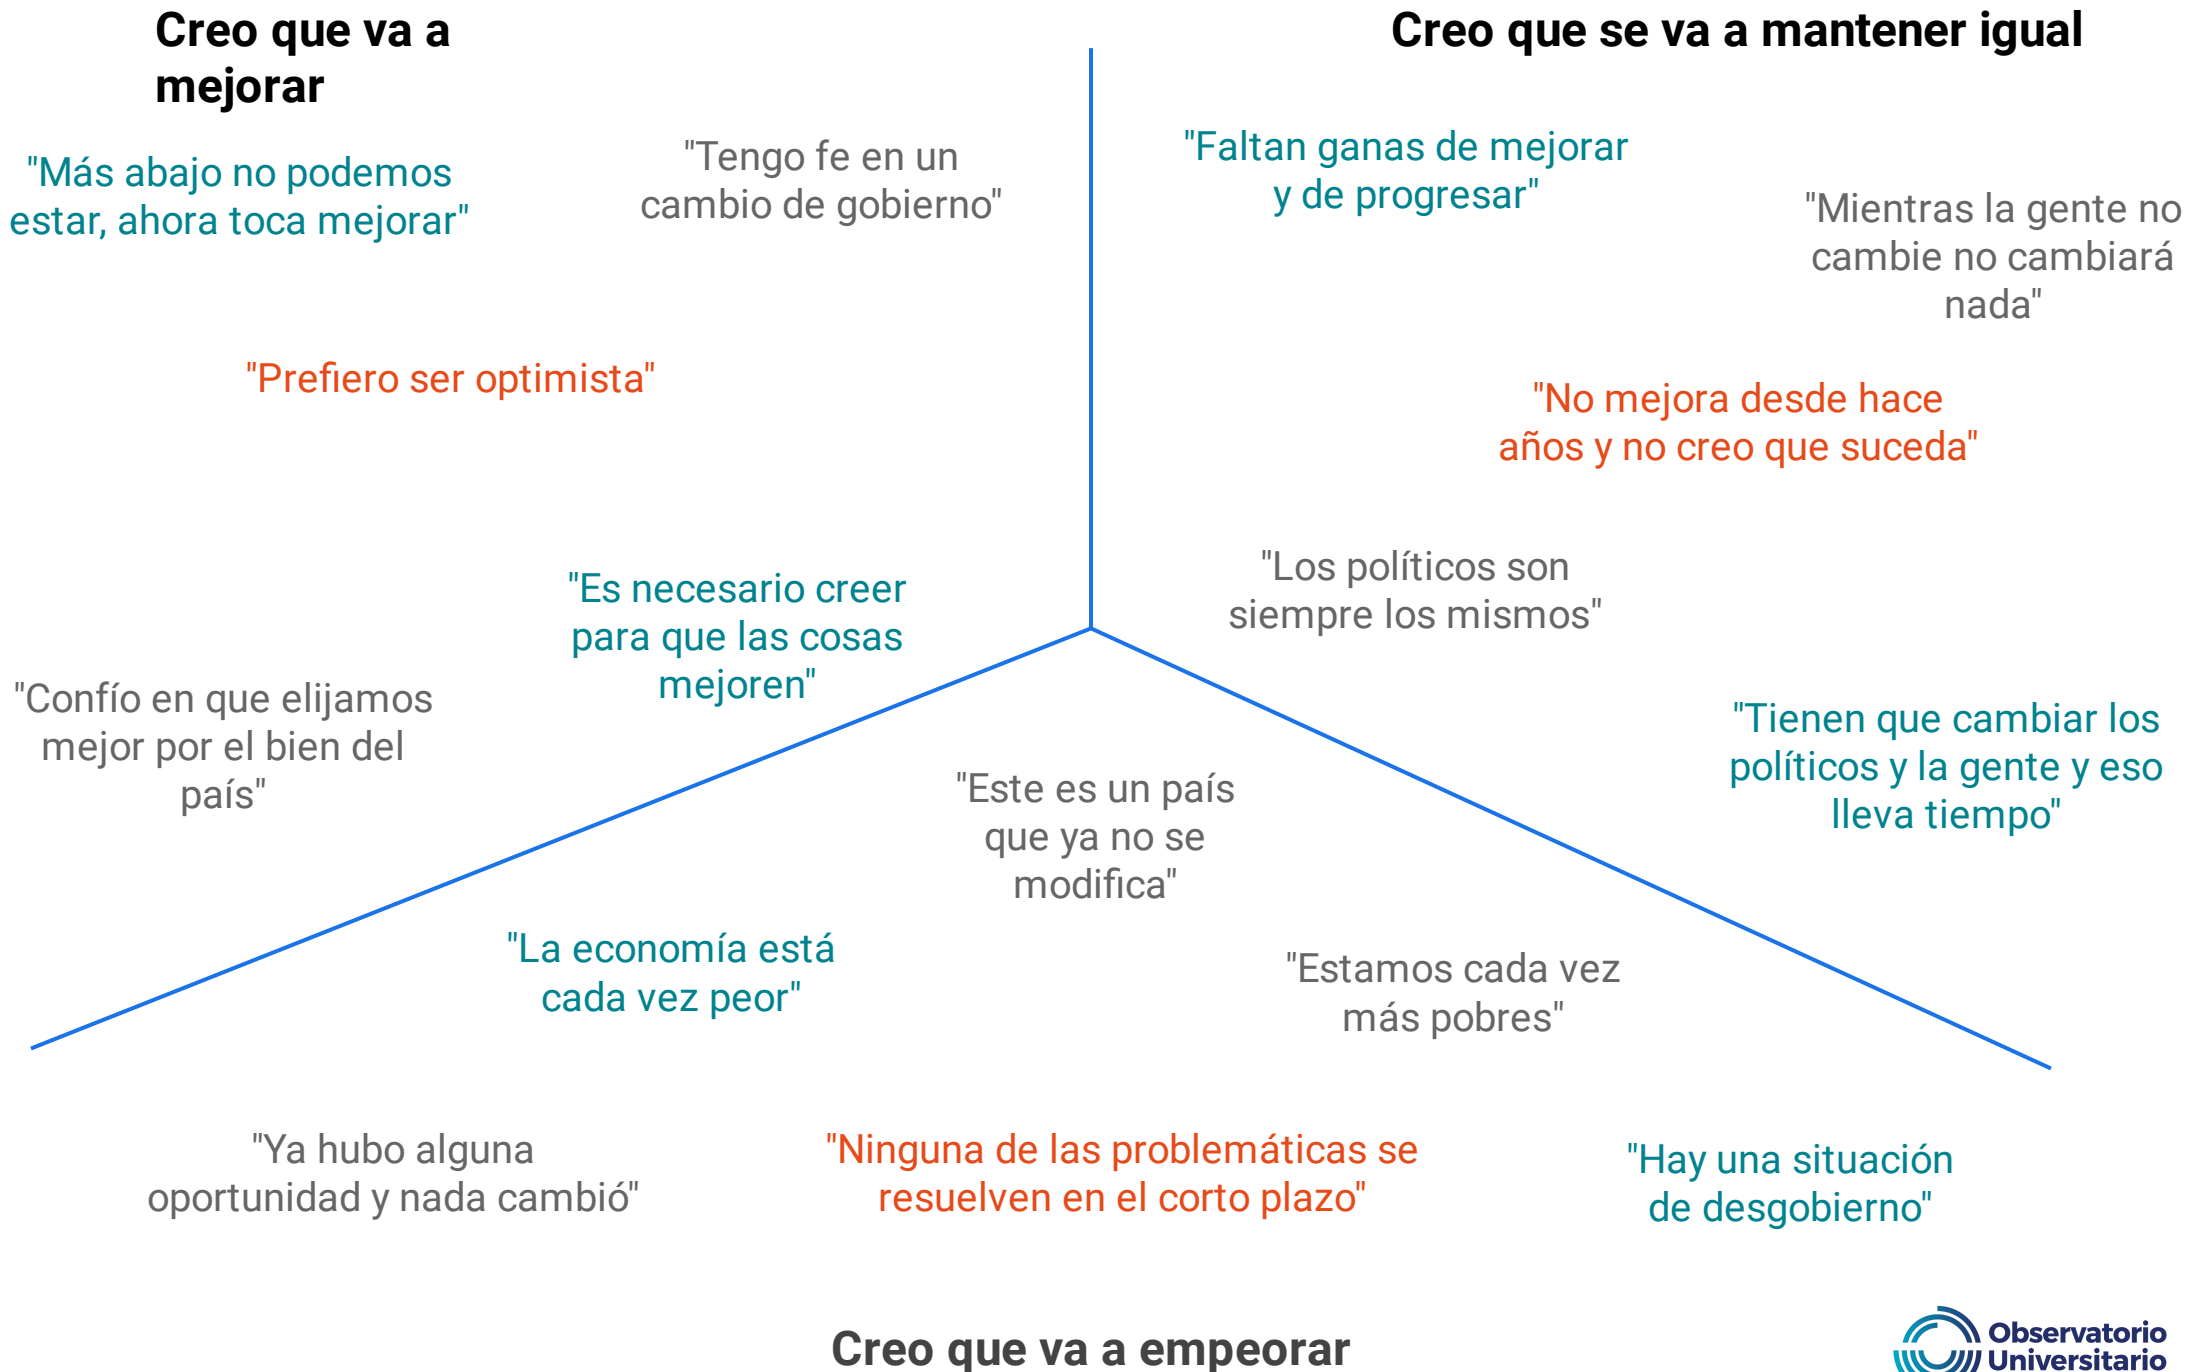 Creo que va a
mejorar
"Más abajo no podemos
estar, ahora toca mejorar"
"Tengo fe en un
cambio de gobierno"
"Prefiero ser optimista"
"Es necesario creer
para que las cosas
mejoren"
"Confío en que elijamos
mejor por el bien del
país"
Creo que se va a mantener igual
"Faltan ganas de mejorar
y de progresar"
"Mientras la gente no
cambie no cambiará
nada"
"No mejora desde hace
años y no creo que suceda"
"Los políticos son
siempre los mismos"
"Tienen que cambiar los
políticos y la gente y eso
lleva tiempo"
"Este es un país
que ya no se
modifica"
"La economía está
cada vez peor"
"Estamos cada vez
más pobres"
"Ya hubo alguna
oportunidad y nada cambió"
"Ninguna de las problemáticas se
resuelven en el corto plazo"
"Hay una situación
de desgobierno"
Creo que va a empeorar
Observatorio
Universitario